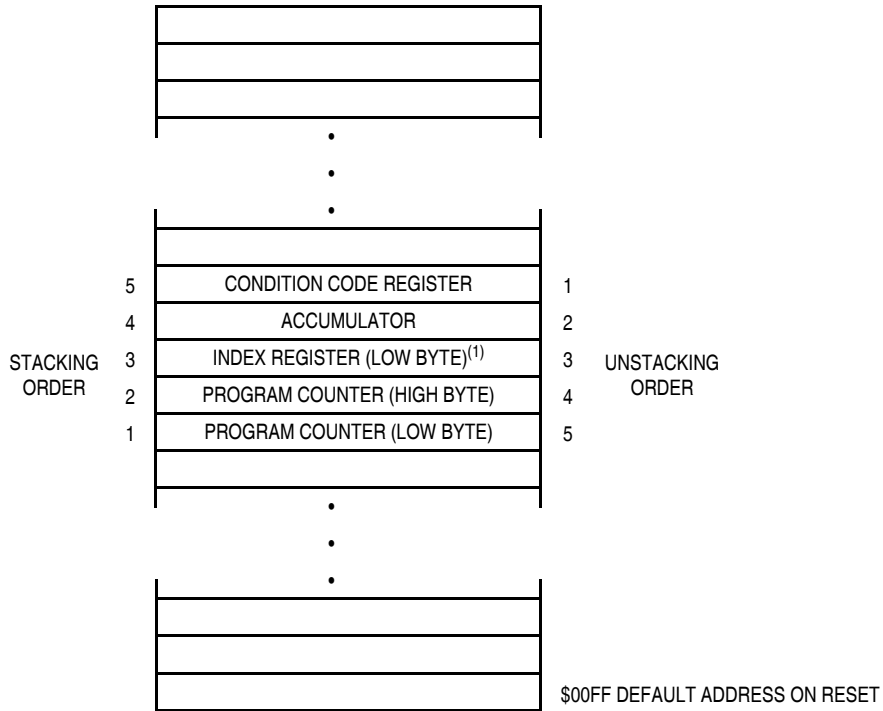 5 CONDITION CODE REGISTER 1
4 ACCUMULATOR 2
STACKING ORDER
3 INDEX REGISTER (LOW BYTE)(1) 3
UNSTACKING ORDER
2 PROGRAM COUNTER (HIGH BYTE) 4
1 PROGRAM COUNTER (LOW BYTE) 5
$00FF DEFAULT ADDRESS ON RESET